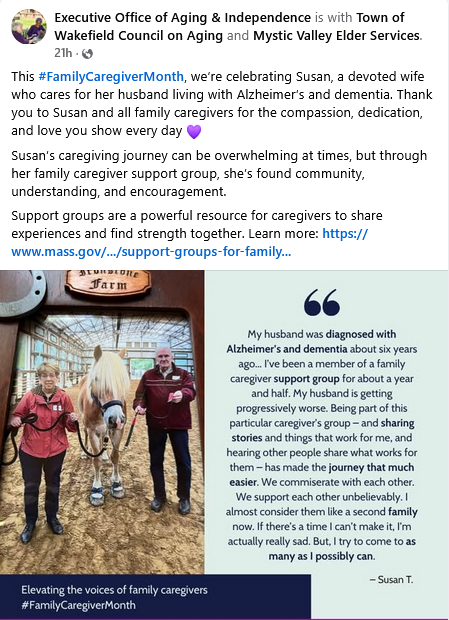 Executive Office of Aging & Independence is with Town of
Wakefield Council on Aging and Mystic Valley Elder Services.
21h ·
This #FamilyCaregiverMonth, we're celebrating Susan, a devoted wife
who cares for her husband living with Alzheimer's and dementia. Thank
you to Susan and all family caregivers for the compassion, dedication,
and love you show every day 💜
Susan's caregiving journey can be overwhelming at times, but through
her family caregiver support group, she's found community,
understanding, and encouragement.
Support groups are a powerful resource for caregivers to share
experiences and find strength together. Learn more: https://
www.mass.gov/.../support-groups-for-family...
Ironstone
Farm
“
My husband was diagnosed with
Alzheimer's and dementia about six years
ago... I've been a member of a family
caregiver support group for about a year
and half. My husband is getting
progressively worse. Being part of this
particular caregiver's group – and sharing
stories and things that work for me, and
hearing other people share what works for
them – has made the journey that much
easier. We commiserate with each other.
We support each other unbelievably. I
almost consider them like a second family
now. If there's a time I can't make it, I'm
actually really sad. But, I try to come to as
many as I possibly can.
– Susan T.
Elevating the voices of family caregivers
#FamilyCaregiverMonth